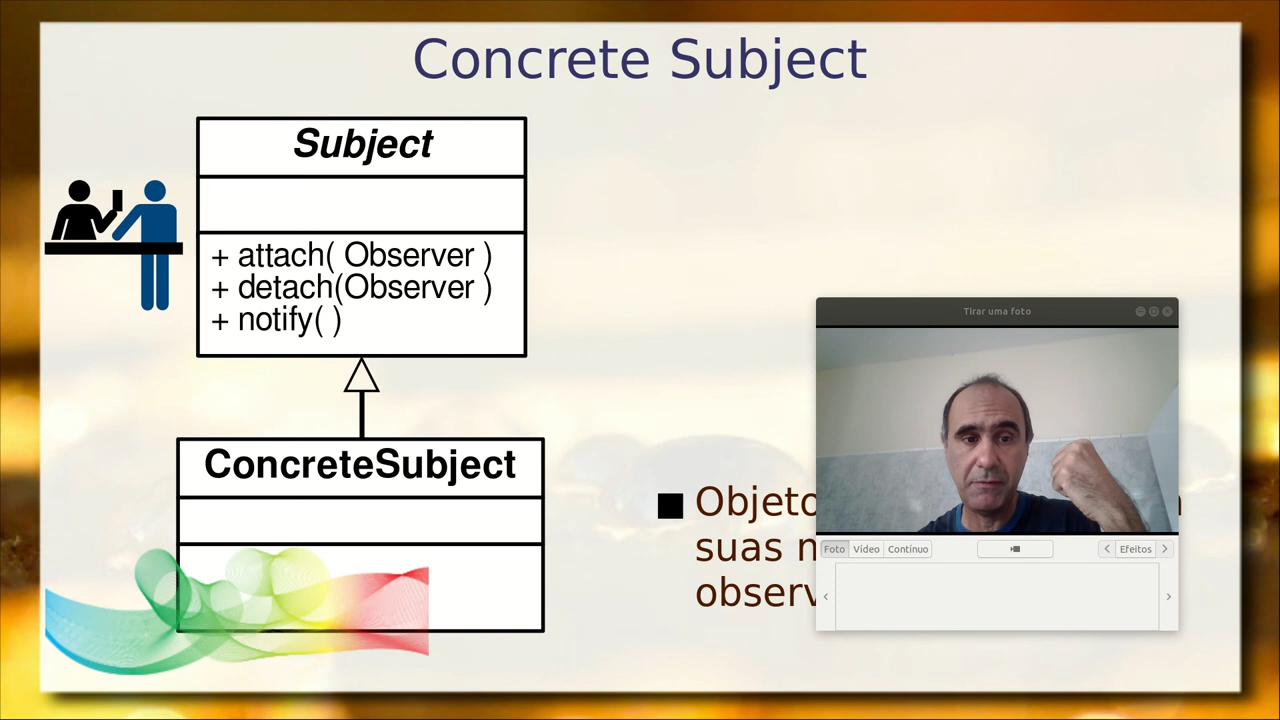 Concrete Subject
Subject
+ attach( Observer )
+ detach(Observer )
+ notify( )
Tirar uma foto
ConcreteSubject
Objeto
suas
observ
Foto Vídeo Contínuo Efeitos